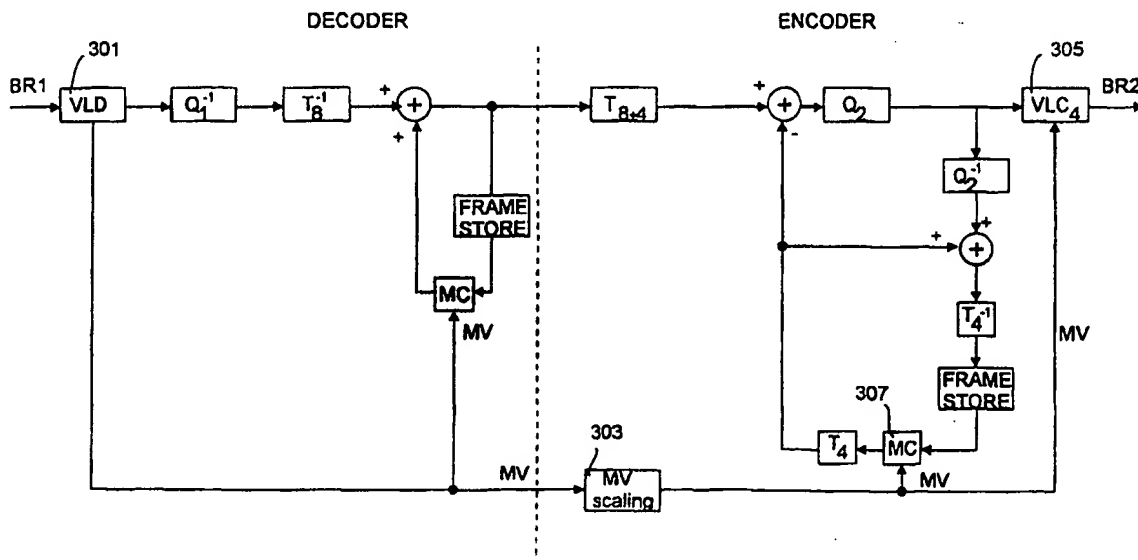 DECODER
ENCODER
301
305
BR1
VLD
Q₁⁻¹
T₈⁻¹
+
+
+
T₈₊₄
+
+
-
Q₂
VLC₄
BR2
Q₂⁻¹
FRAME
STORE
+
+
+
MC
T₄⁻¹
MV
MV
FRAME
STORE
307
303
T₄
MC
MV
MV
scaling
MV